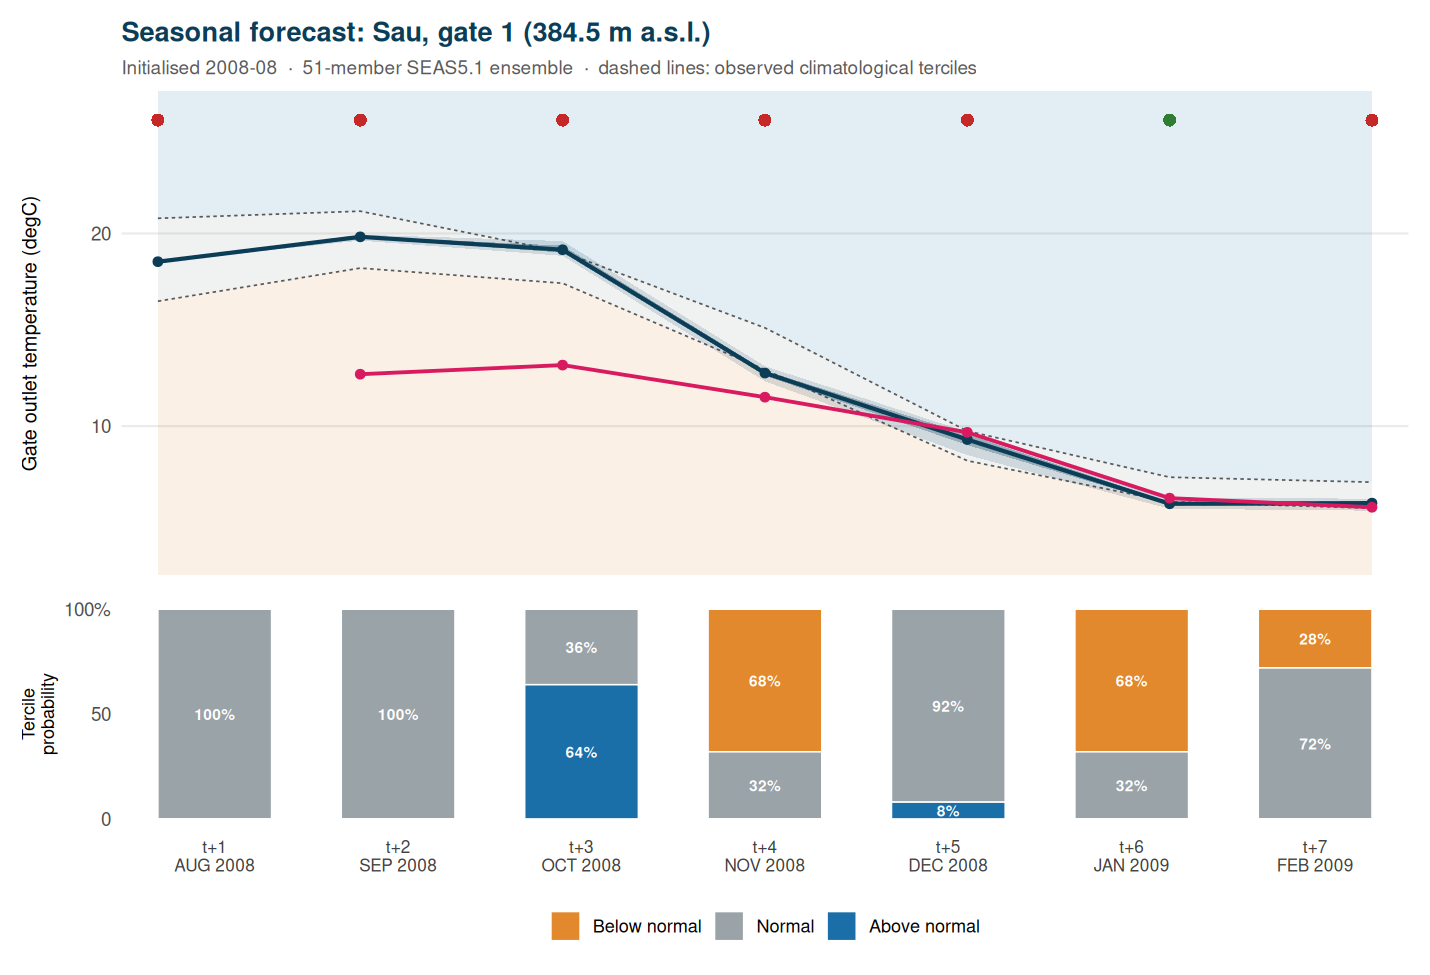 Seasonal forecast: Sau, gate 1 (384.5 m a.s.l.)
Initialised 2008-08 · 51-member SEAS5.1 ensemble · dashed lines: observed climatological terciles
Gate outlet temperature (degC)
20
10
Tercile
probability
100%
50
0
100%
100%
36%
64%
68%
32%
92%
8%
68%
32%
28%
72%
t+1
AUG 2008
t+2
SEP 2008
t+3
OCT 2008
t+4
NOV 2008
t+5
DEC 2008
t+6
JAN 2009
t+7
FEB 2009
Below normal
Normal
Above normal